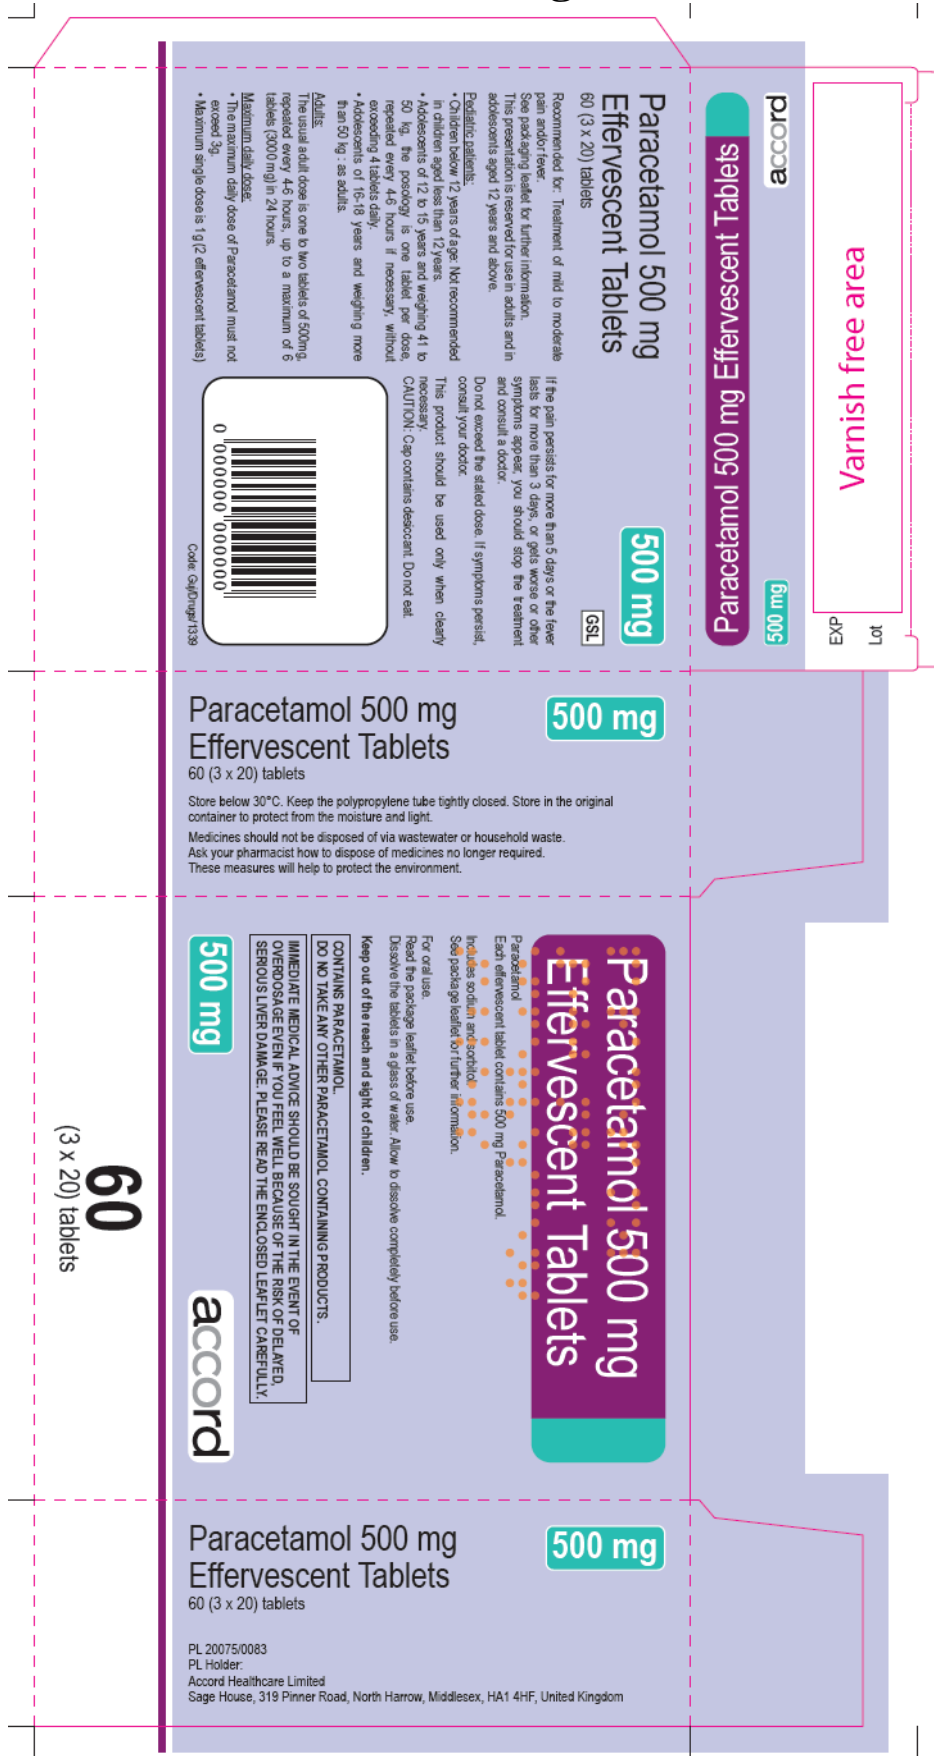 accord
500 mg
Paracetamol 500 mg Effervescent Tablets
Varnish free area
EXP
Lot
Paracetamol 500 mg
Effervescent Tablets
60 (3 x 20) tablets
500 mg
GSL
Recommended for: Treatment of mild to moderate
pain and/or fever.
See packaging leaflet for further information.
This presentation is reserved for use in adults and in
adolescents aged 12 years and above.
Pediatric patients:
• Children below 12 years of age: Not recommended
in children aged less than 12 years.
• Adolescents of 12 to 15 years and weighing 41 to
50 kg, the posology is one tablet per dose,
repeated every 4-6 hours if necessary, without
exceeding 4 tablets daily.
• Adolescents of 16-18 years and weighing more
than 50 kg : as adults.
Adults:
The usual adult dose is one to two tablets of 500mg,
repeated every 4-6 hours, up to a maximum of 6
tablets (3000 mg) in 24 hours.
Maximum daily dose:
• The maximum daily dose of Paracetamol must not
exceed 3g.
• Maximum single dose is 1g (2 effervescent tablets)
If the pain persists for more than 5 days or the fever
lasts for more than 3 days, or gets worse or other
symptoms appear, you should stop the treatment
and consult a doctor.
Do not exceed the stated dose. If symptoms persist,
consult your doctor.
This product should be used only when clearly
necessary.
CAUTION: Cap contains desiccant. Do not eat.
0 000000 000000
Code: Guj/Drugs/1339
Paracetamol 500 mg
Effervescent Tablets
60 (3 x 20) tablets
500 mg
Store below 30°C. Keep the polypropylene tube tightly closed. Store in the original
container to protect from the moisture and light.
Medicines should not be disposed of via wastewater or household waste.
Ask your pharmacist how to dispose of medicines no longer required.
These measures will help to protect the environment.
Paracetamol 500 mg
Effervescent Tablets
Paracetamol
Each effervescent tablet contains 500 mg Paracetamol.
Includes sodium and sorbitol.
See package leaflet for further information.
For oral use.
Read the package leaflet before use.
Dissolve the tablets in a glass of water. Allow to dissolve completely before use.
Keep out of the reach and sight of children.
CONTAINS PARACETAMOL.
DO NO TAKE ANY OTHER PARACETAMOL CONTAINING PRODUCTS.
IMMEDIATE MEDICAL ADVICE SHOULD BE SOUGHT IN THE EVENT OF
OVERDOSAGE EVEN IF YOU FEEL WELL BECAUSE OF THE RISK OF DELAYED,
SERIOUS LIVER DAMAGE. PLEASE READ THE ENCLOSED LEAFLET CAREFULLY.
500 mg
accord
60
(3 x 20) tablets
Paracetamol 500 mg
Effervescent Tablets
60 (3 x 20) tablets
500 mg
PL 20075/0083
PL Holder:
Accord Healthcare Limited
Sage House, 319 Pinner Road, North Harrow, Middlesex, HA1 4HF, United Kingdom